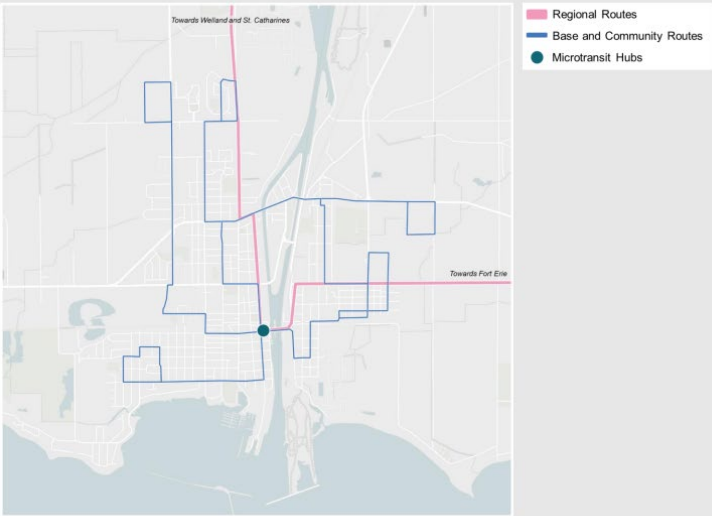 Towards Welland and St. Catharines
Regional Routes
Base and Community Routes
Microtransit Hubs
Towards Fort Erie